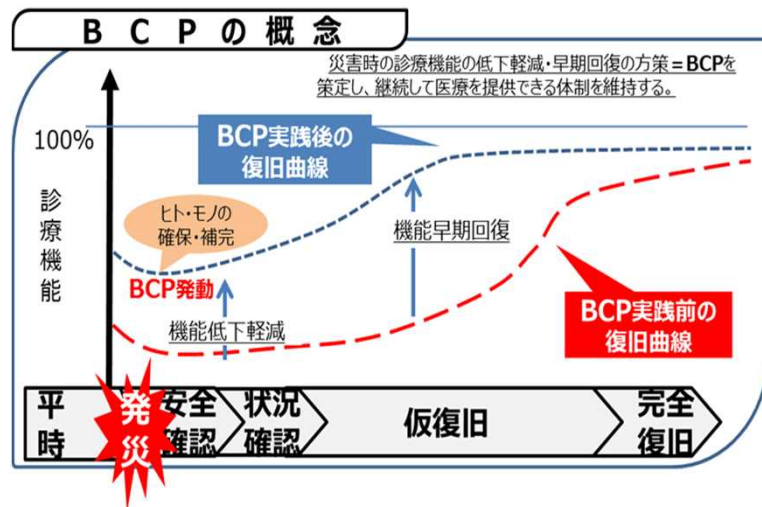 BCPの概念
災害時の診療機能の低下軽減・早期回復の方策＝BCPを
策定し、継続して医療を提供できる体制を維持する。
100%
BCP実践後の
復旧曲線
診療機能
ヒト・モノの
確保・補完
BCP発動
機能早期回復
機能低下軽減
BCP実践前の
復旧曲線
平時
発災
安全
確認
状況
確認
仮復旧
完全
復旧